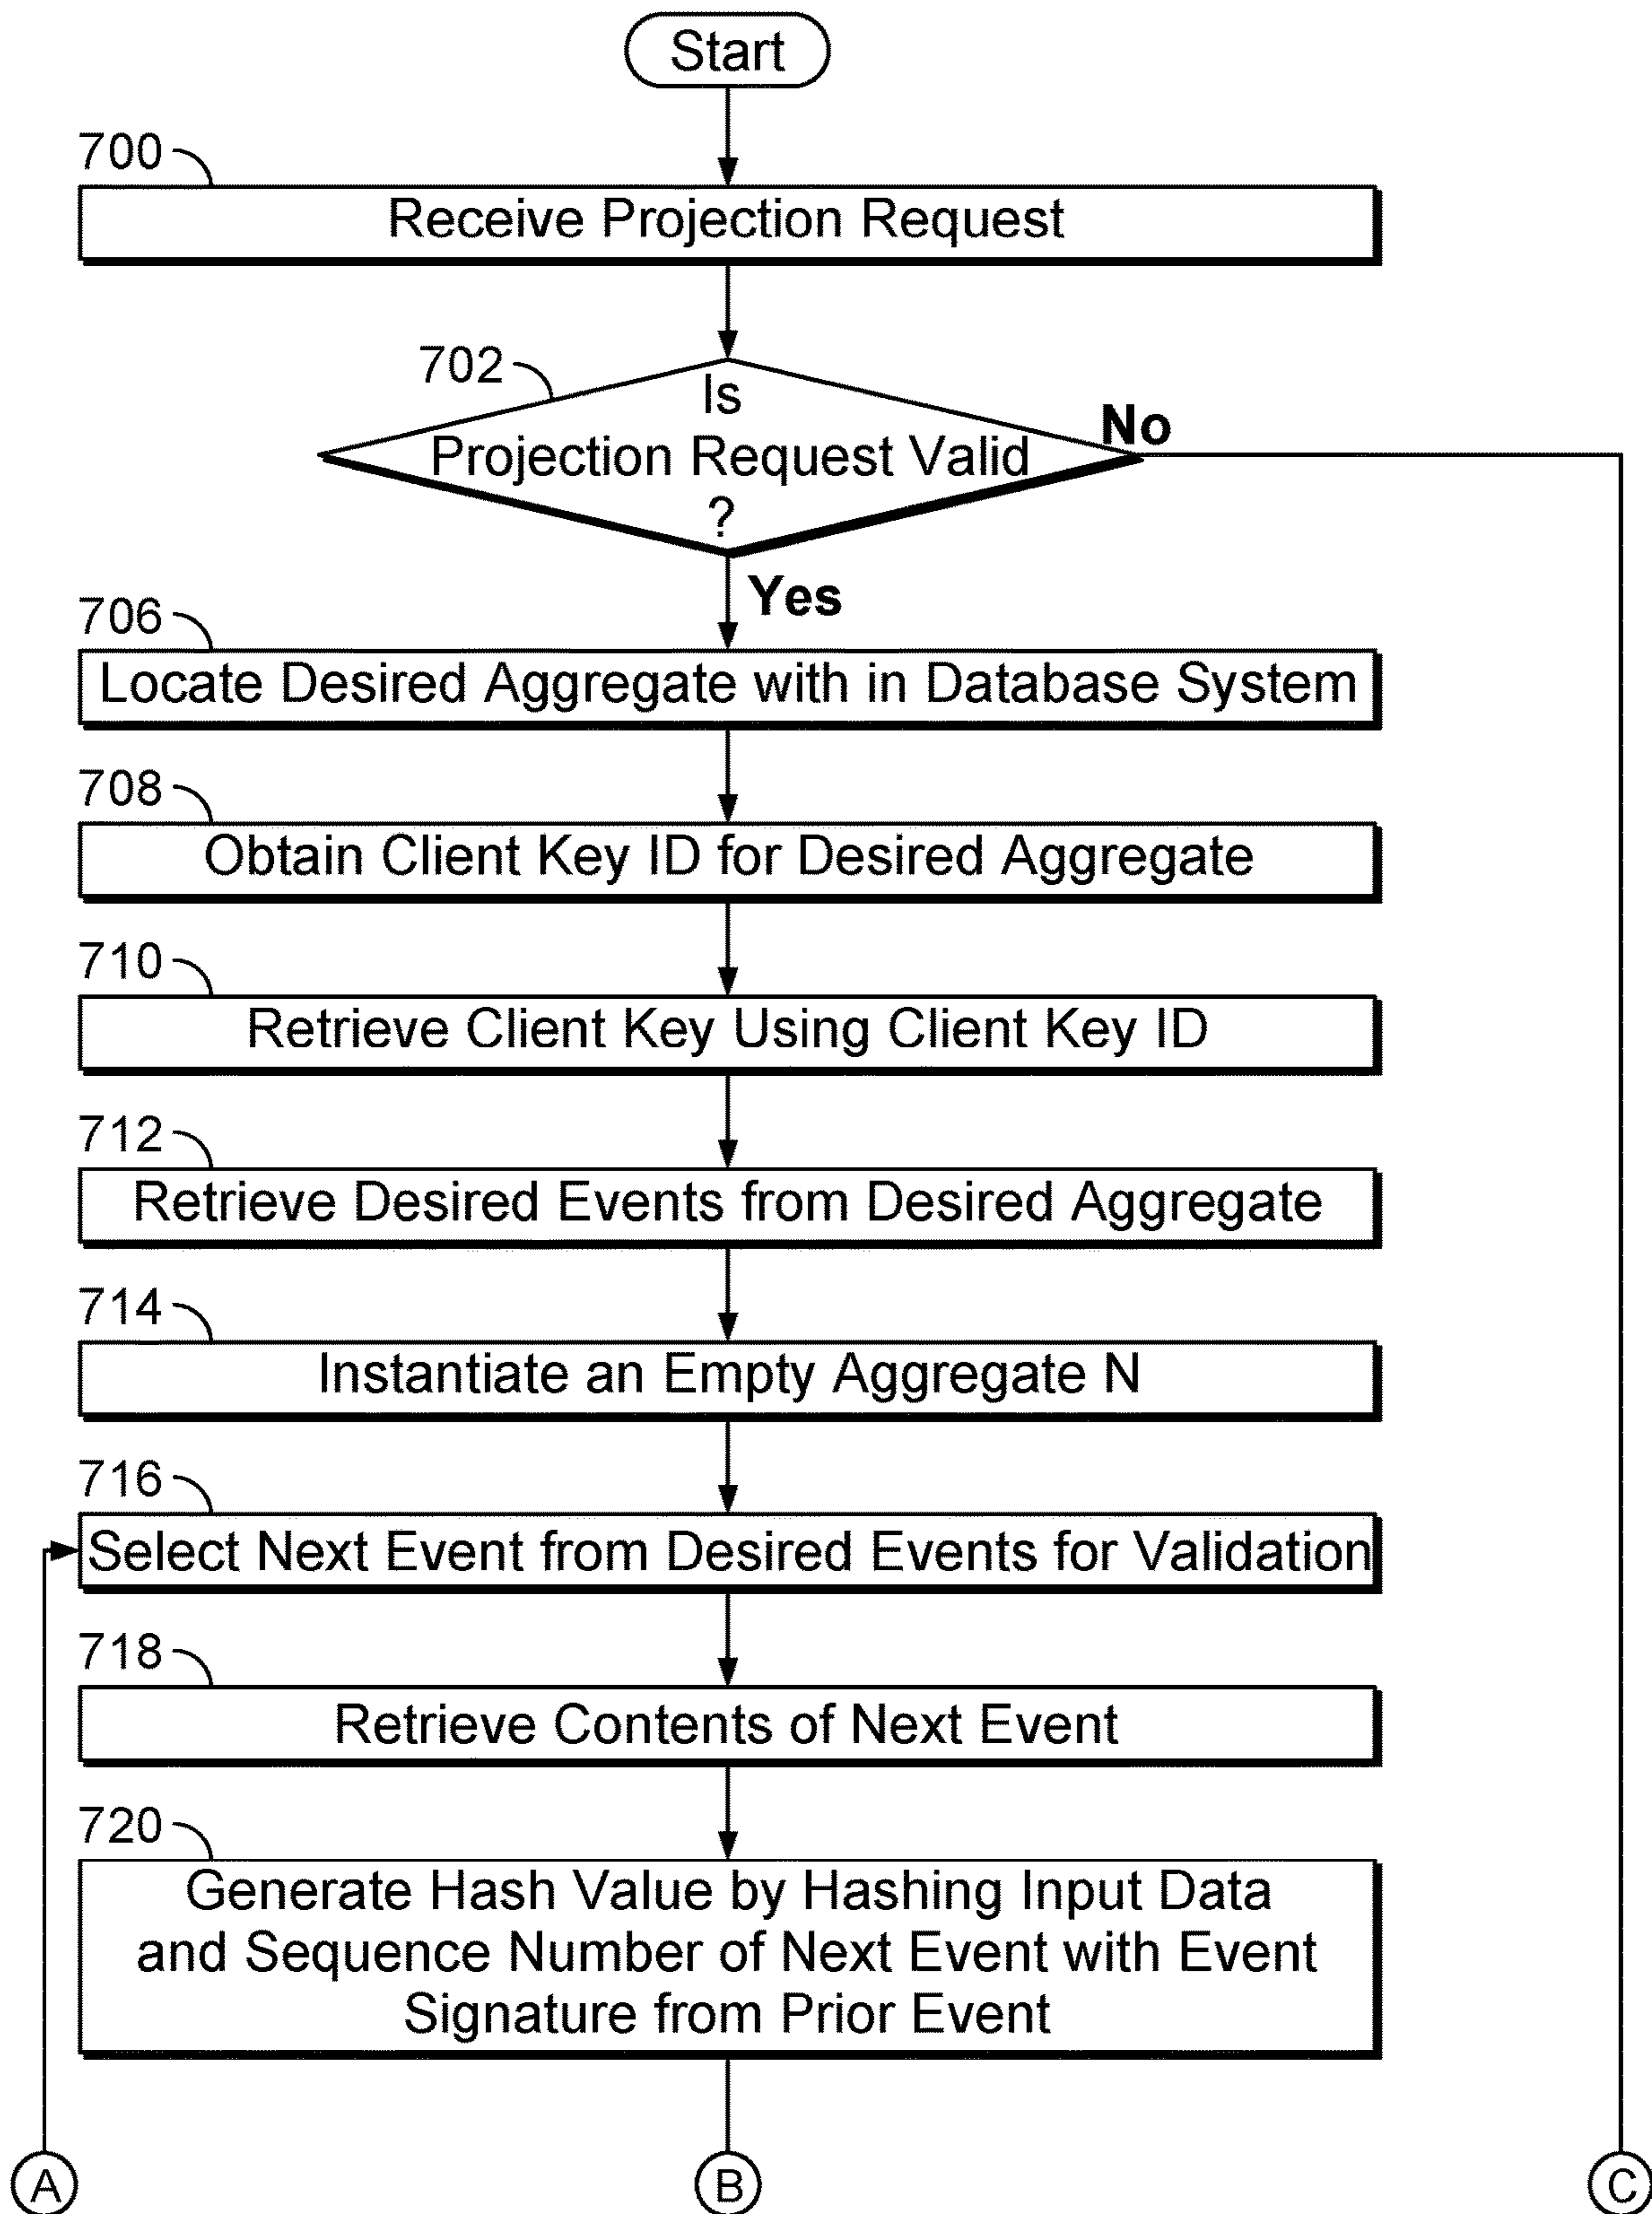 Start
700
Receive Projection Request
702
Is
Projection Request Valid
?
No
Yes
706
Locate Desired Aggregate with in Database System
708
Obtain Client Key ID for Desired Aggregate
710
Retrieve Client Key Using Client Key ID
712
Retrieve Desired Events from Desired Aggregate
714
Instantiate an Empty Aggregate N
716
Select Next Event from Desired Events for Validation
718
Retrieve Contents of Next Event
720
Generate Hash Value by Hashing Input Data
and Sequence Number of Next Event with Event
Signature from Prior Event
A
B
C